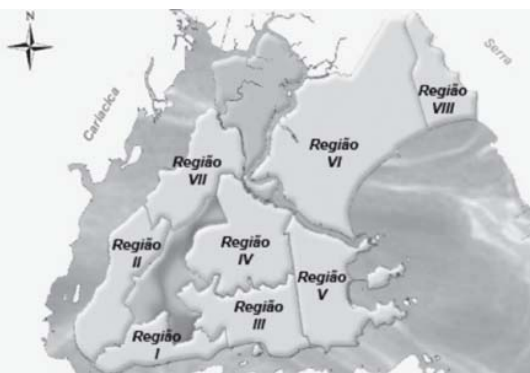 N
Serra
Cariacica
Região
VIII
Região
VI
Região
VII
Região
II
Região
IV
Região
V
Região
III
Região
I